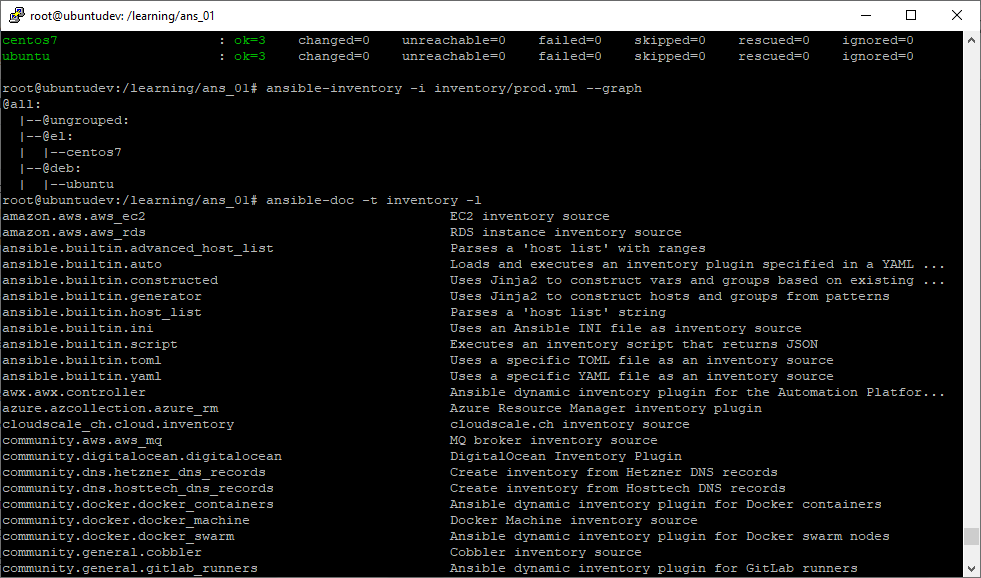 root@ubuntudev: /learning/ans_01
centos7 : ok=3 changed=0 unreachable=0 failed=0 skipped=0 rescued=0 ignored=0
ubuntu : ok=3 changed=0 unreachable=0 failed=0 skipped=0 rescued=0 ignored=0
root@ubuntudev:/learning/ans_01# ansible-inventory -i inventory/prod.yml --graph
@all:
  |--@ungrouped:
  |--@el:
  |  |--centos7
  |--@deb:
  |  |--ubuntu
root@ubuntudev:/learning/ans_01# ansible-doc -t inventory -l
amazon.aws.aws_ec2 EC2 inventory source
amazon.aws.aws_rds RDS instance inventory source
ansible.builtin.advanced_host_list Parses a 'host list' with ranges
ansible.builtin.auto Loads and executes an inventory plugin specified in a YAML ...
ansible.builtin.constructed Uses Jinja2 to construct vars and groups based on existing ...
ansible.builtin.generator Uses Jinja2 to construct hosts and groups from patterns
ansible.builtin.host_list Parses a 'host list' string
ansible.builtin.ini Uses an Ansible INI file as inventory source
ansible.builtin.script Executes an inventory script that returns JSON
ansible.builtin.toml Uses a specific TOML file as an inventory source
ansible.builtin.yaml Uses a specific YAML file as an inventory source
awx.awx.controller Ansible dynamic inventory plugin for the Automation Platfor...
azure.azcollection.azure_rm Azure Resource Manager inventory plugin
cloudscale_ch.cloud.inventory cloudscale.ch inventory source
community.aws.aws_mq MQ broker inventory source
community.digitalocean.digitalocean DigitalOcean Inventory Plugin
community.dns.hetzner_dns_records Create inventory from Hetzner DNS records
community.dns.hosttech_dns_records Create inventory from Hosttech DNS records
community.docker.docker_containers Ansible dynamic inventory plugin for Docker containers
community.docker.docker_machine Docker Machine inventory source
community.docker.docker_swarm Ansible dynamic inventory plugin for Docker swarm nodes
community.general.cobbler Cobbler inventory source
community.general.gitlab_runners Ansible dynamic inventory plugin for GitLab runners